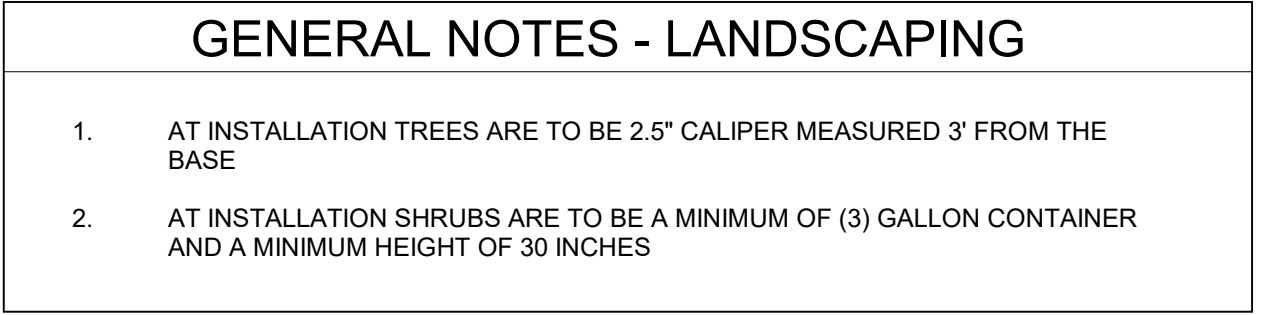 GENERAL NOTES - LANDSCAPING
1. AT INSTALLATION TREES ARE TO BE 2.5" CALIPER MEASURED 3' FROM THE
BASE
2. AT INSTALLATION SHRUBS ARE TO BE A MINIMUM OF (3) GALLON CONTAINER
AND A MINIMUM HEIGHT OF 30 INCHES